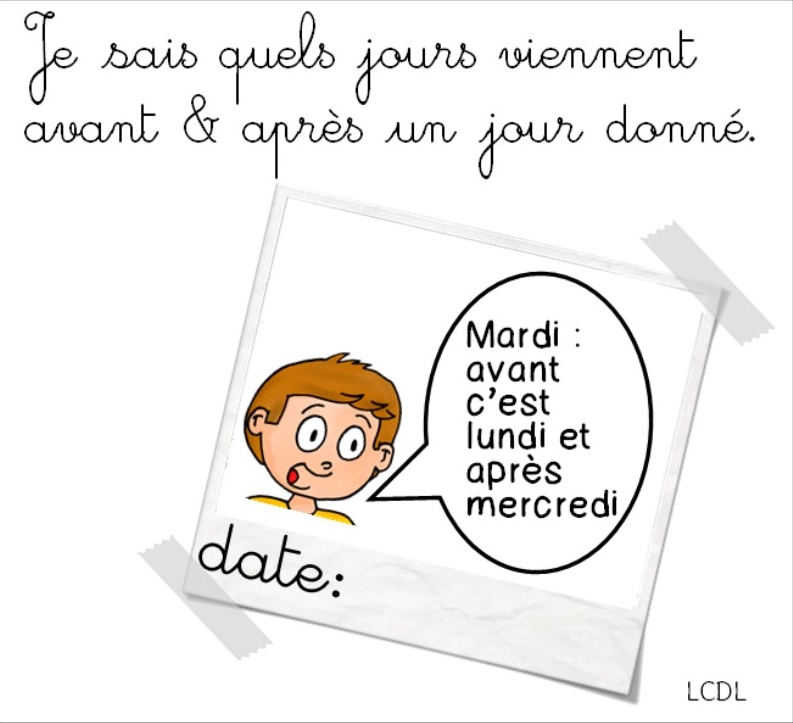 Je sais quels jours viennent
avant & après un jour donné.
Mardi :
avant
c'est
lundi et
après
mercredi
date:
LCDL